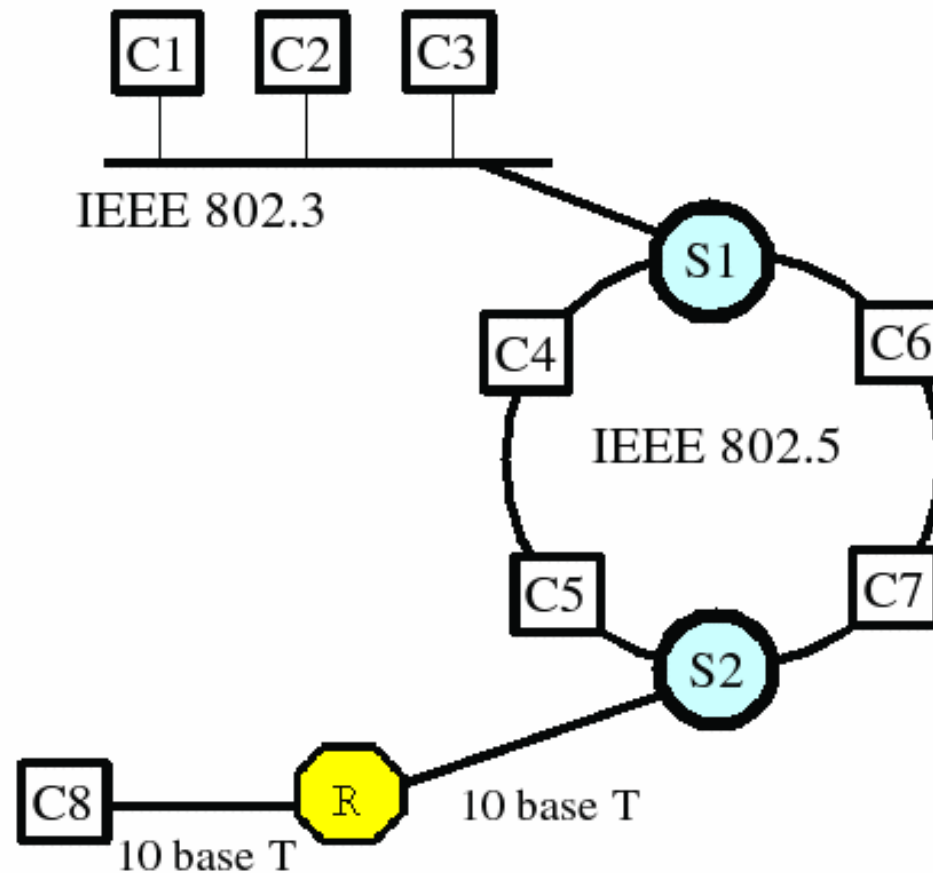 C1
C2
C3
IEEE 802.3
S1
C4
C6
IEEE 802.5
C5
C7
S2
C8
R
10 base T
10 base T